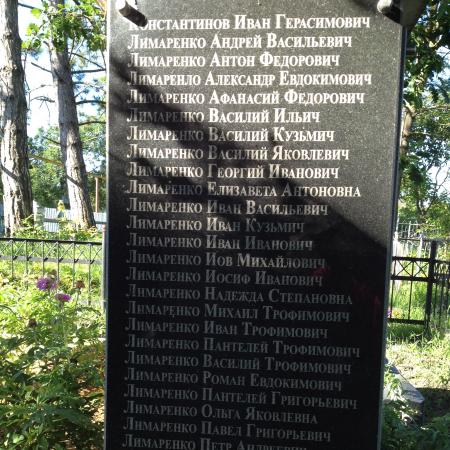 Константинов Иван Герасимович
Лимаренко Андрей Васильевич
Лимаренко Антон Федорович
Лимаренло Александр Евдокимович
Лимаренко Афанасий Федорович
Лимаренко Василий Ильич
Лимаренко Василий Кузьмич
Лимаренко Василий Яковлевич
Лимаренко Георгий Иванович
Лимаренко Елизавета Антоновна
Лимаренко Иван Васильевич
Лимаренко Иван Кузьмич
Лимаренко Иван Иванович
Лимаренко Иов Михайлович
Лимаренко Иосиф Иванович
Лимаренко Надежда Степановна
Лимаренко Михаил Трофимович
Лимаренко Иван Трофимович
Лимаренко Пантелей Трофимович
Лимаренко Василий Трофимович
Лимаренко Роман Евдокимович
Лимаренко Пантелей Григорьевич
Лимаренко Ольга Яковлевна
Лимаренко Павел Григорьевич
Лимаренко Петр Андреевич